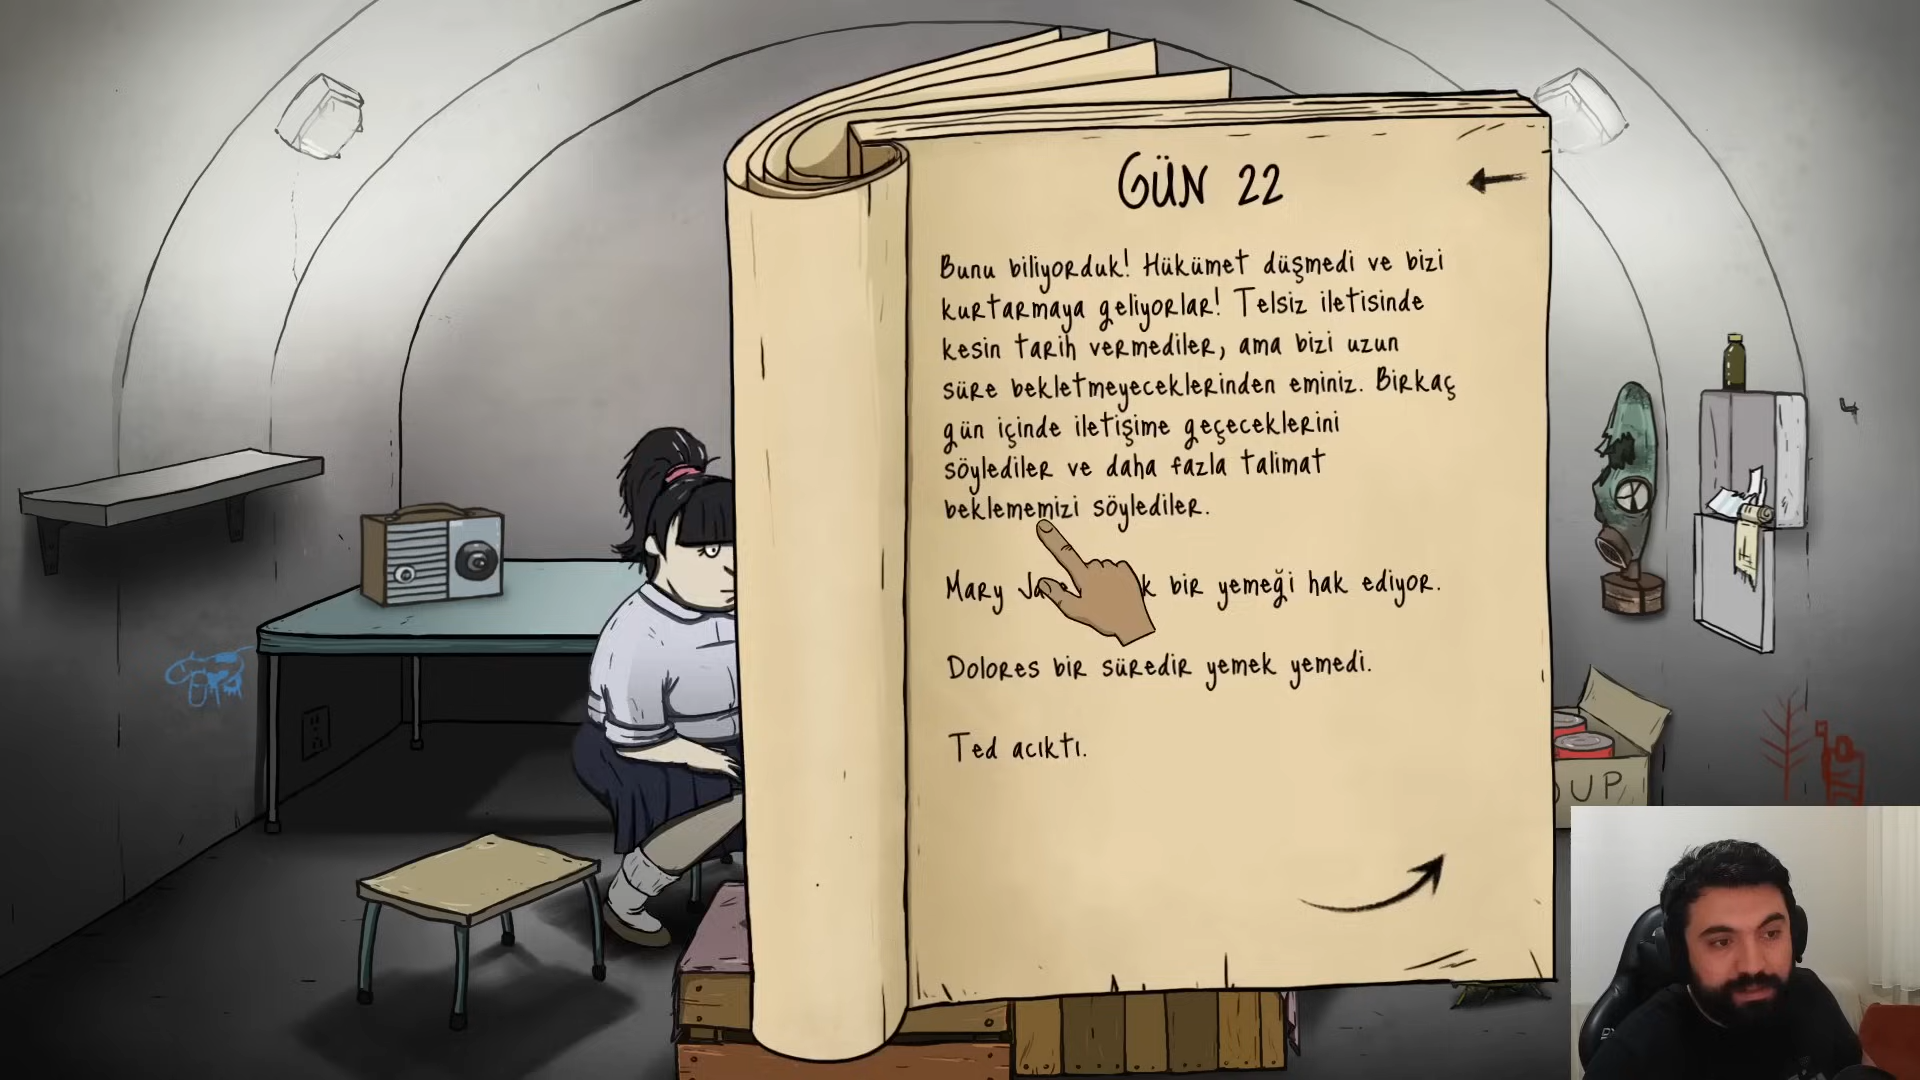 GÜN 22
Bunu biliyorduk! Hükümet düşmedi ve bizi
kurtarmaya geliyorlar! Telsiz iletisinde
kesin tarih vermediler, ama bizi uzun
süre bekletmeyeceklerinden eminiz. Birkaç
gün içinde iletişime geçeceklerini
söylediler ve daha fazla talimat
beklememizi söylediler.
Mary bir yemeği hak ediyor.
Dolores bir süredir yemek yemedi.
Ted acıktı.